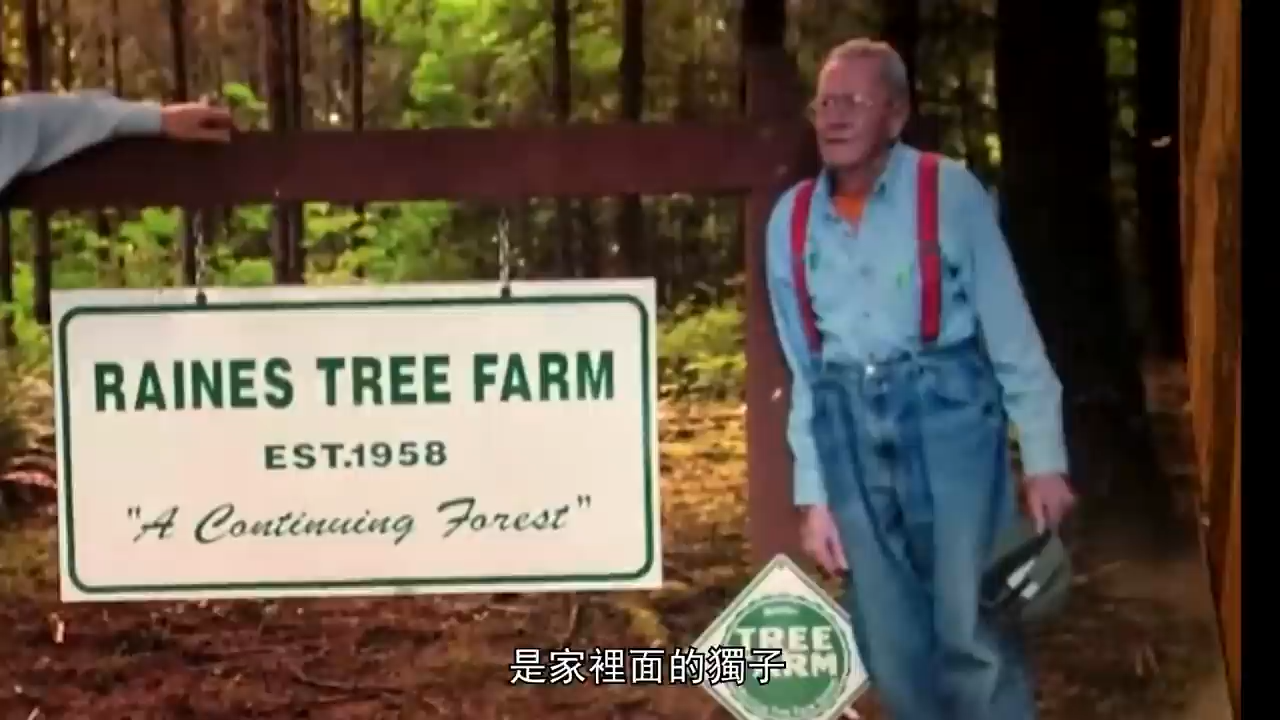 RAINES TREE FARM
EST.1958
"A Continuing Forest"
TREE
FARM
是家裡面的獨子